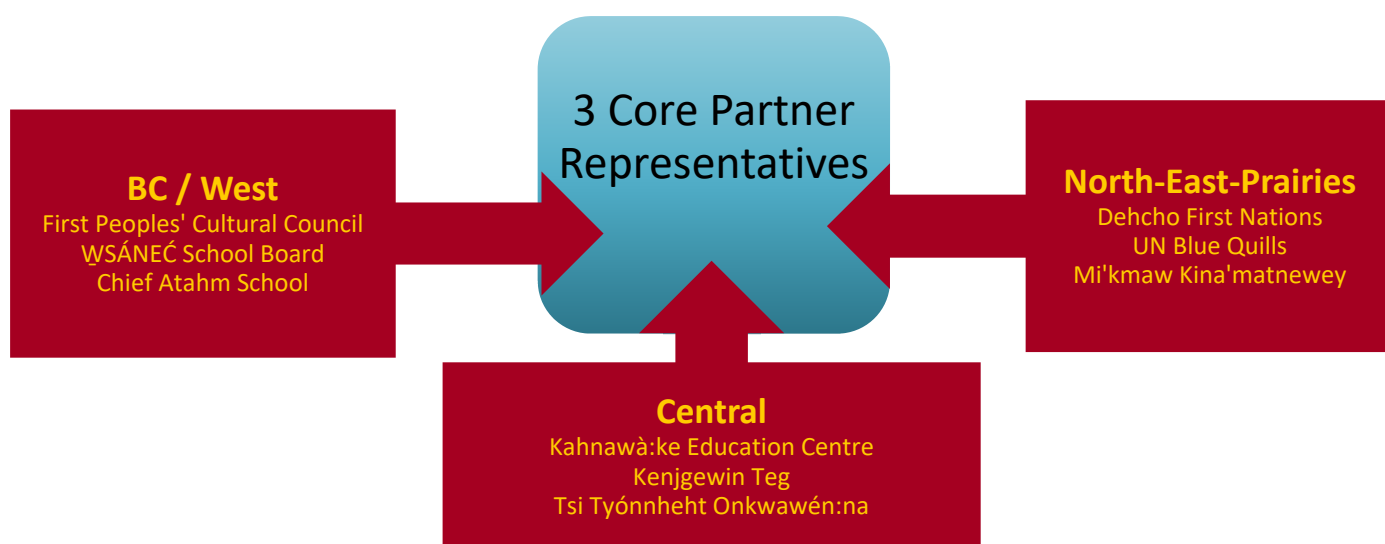 3 Core Partner
Representatives
BC / West
First Peoples' Cultural Council
W̱SÁNEĆ School Board
Chief Atahm School
North-East-Prairies
Dehcho First Nations
UN Blue Quills
Mi'kmaw Kina'matnewey
Central
Kahnawà:ke Education Centre
Kenjgewin Teg
Tsi Tyónnheht Onkwawén:na